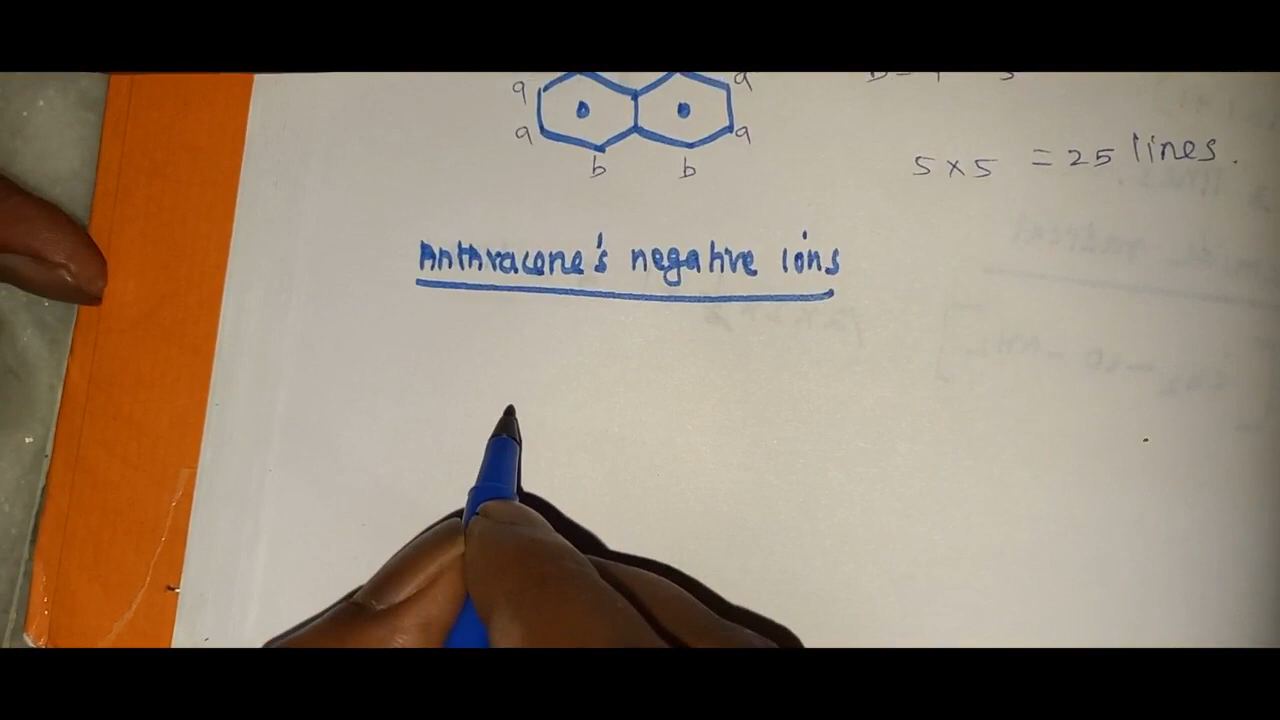 a a
a a
b b
5 × 5 = 25 lines.
Anthracene's negative ions